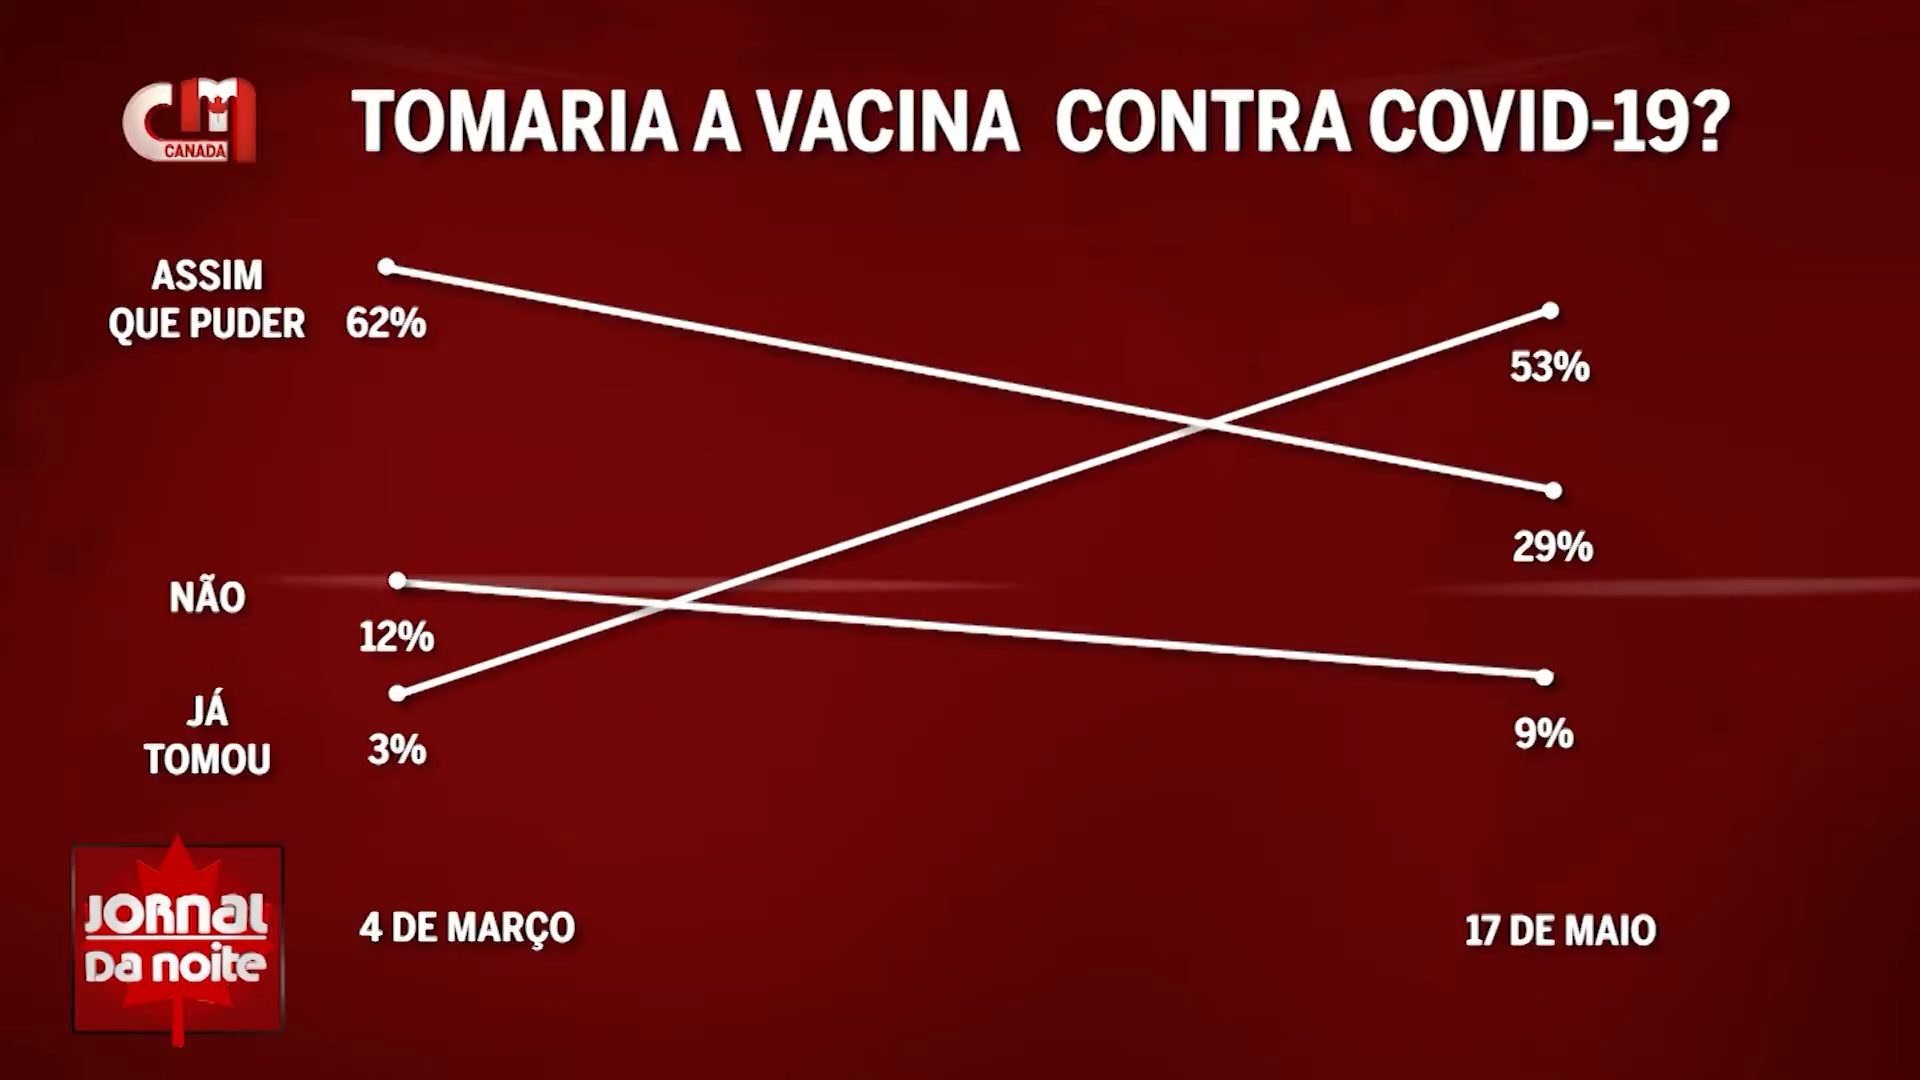 CM
CANADA
TOMARIA A VACINA CONTRA COVID-19?
ASSIM
QUE PUDER
62%
53%
29%
NÃO
12%
JÁ
TOMOU
3%
9%
JORNAL
DA NOITE
4 DE MARÇO
17 DE MAIO